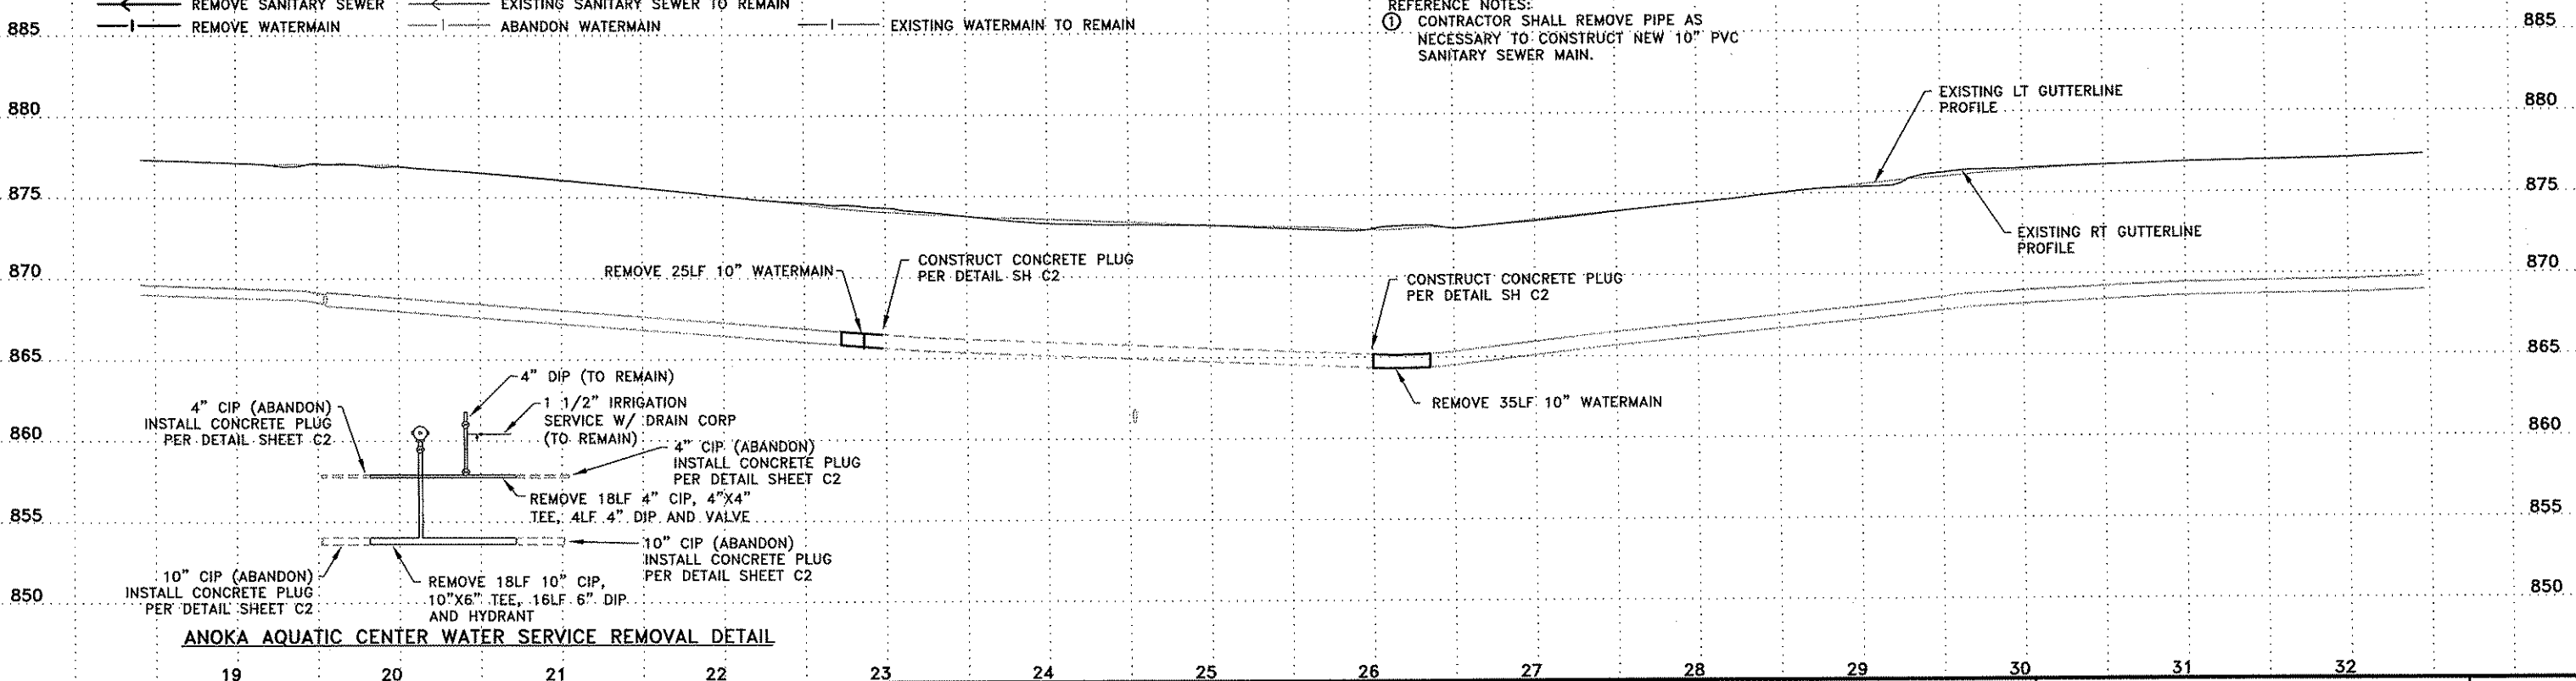 REMOVE SANITARY SEWER
EXISTING SANITARY SEWER TO REMAIN
REMOVE WATERMAIN
ABANDON WATERMAIN
EXISTING WATERMAIN TO REMAIN
REFERENCE NOTES:
① CONTRACTOR SHALL REMOVE PIPE AS
NECESSARY TO CONSTRUCT NEW 10" PVC
SANITARY SEWER MAIN.
885 885
880 880
EXISTING LT GUTTERLINE
PROFILE
875 875
EXISTING RT GUTTERLINE
PROFILE
870 870
REMOVE 25LF 10" WATERMAIN
CONSTRUCT CONCRETE PLUG
PER DETAIL SH C2
CONSTRUCT CONCRETE PLUG
PER DETAIL SH C2
865 865
REMOVE 35LF 10" WATERMAIN
4" DIP (TO REMAIN)
1 1/2" IRRIGATION
SERVICE W/ DRAIN CORP
(TO REMAIN)
4" CIP (ABANDON)
INSTALL CONCRETE PLUG
PER DETAIL SHEET C2
860 860
4" CIP (ABANDON)
INSTALL CONCRETE PLUG
PER DETAIL SHEET C2
REMOVE 18LF 4" CIP, 4"X4"
TEE, 4LF 4" DIP AND VALVE
855 855
10" CIP (ABANDON)
INSTALL CONCRETE PLUG
PER DETAIL SHEET C2
10" CIP (ABANDON)
INSTALL CONCRETE PLUG
PER DETAIL SHEET C2
REMOVE 18LF 10" CIP,
10"X6" TEE, 16LF 6" DIP
AND HYDRANT
850 850
ANOKA AQUATIC CENTER WATER SERVICE REMOVAL DETAIL
19 20 21 22 23 24 25 26 27 28 29 30 31 32